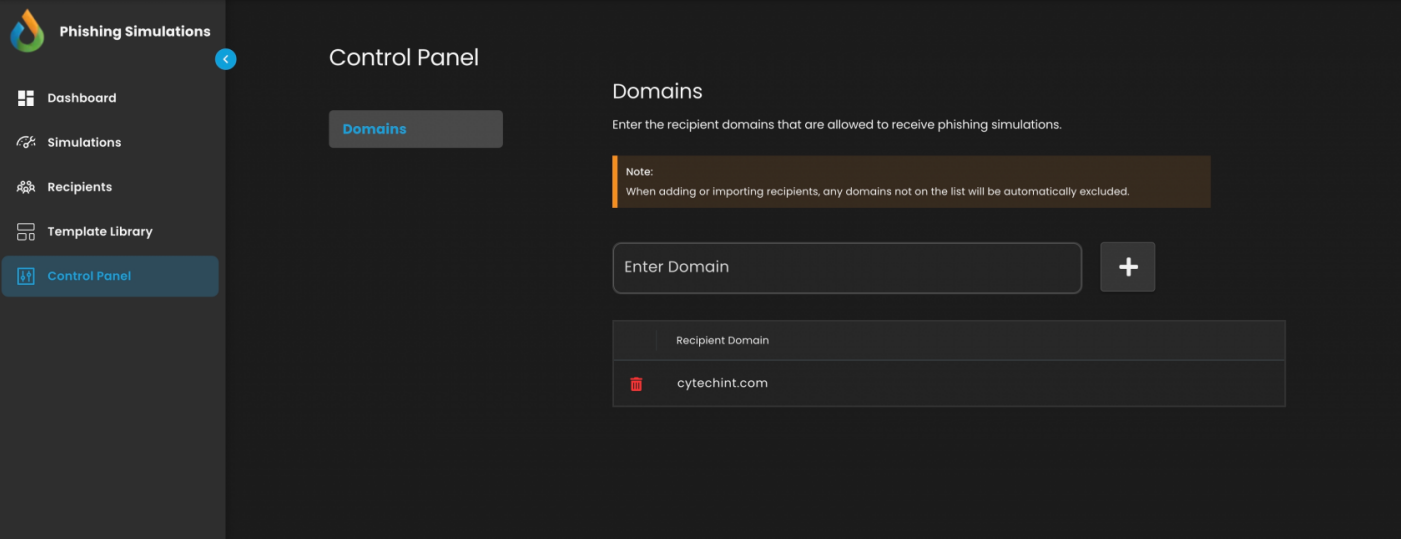 Phishing Simulations
Dashboard
Simulations
Recipients
Template Library
Control Panel
Control Panel
Domains
Domains
Enter the recipient domains that are allowed to receive phishing simulations.
Note:
When adding or importing recipients, any domains not on the list will be automatically excluded.
Enter Domain
Recipient Domain
cytechint.com